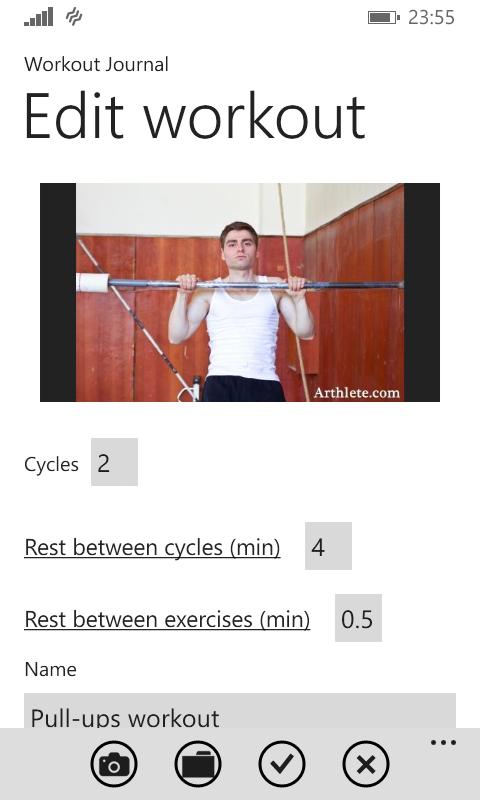 23:55
Workout Journal
Edit workout
Arthlete.com
Cycles 2
Rest between cycles (min) 4
Rest between exercises (min) 0.5
Name
Pull-ups workout